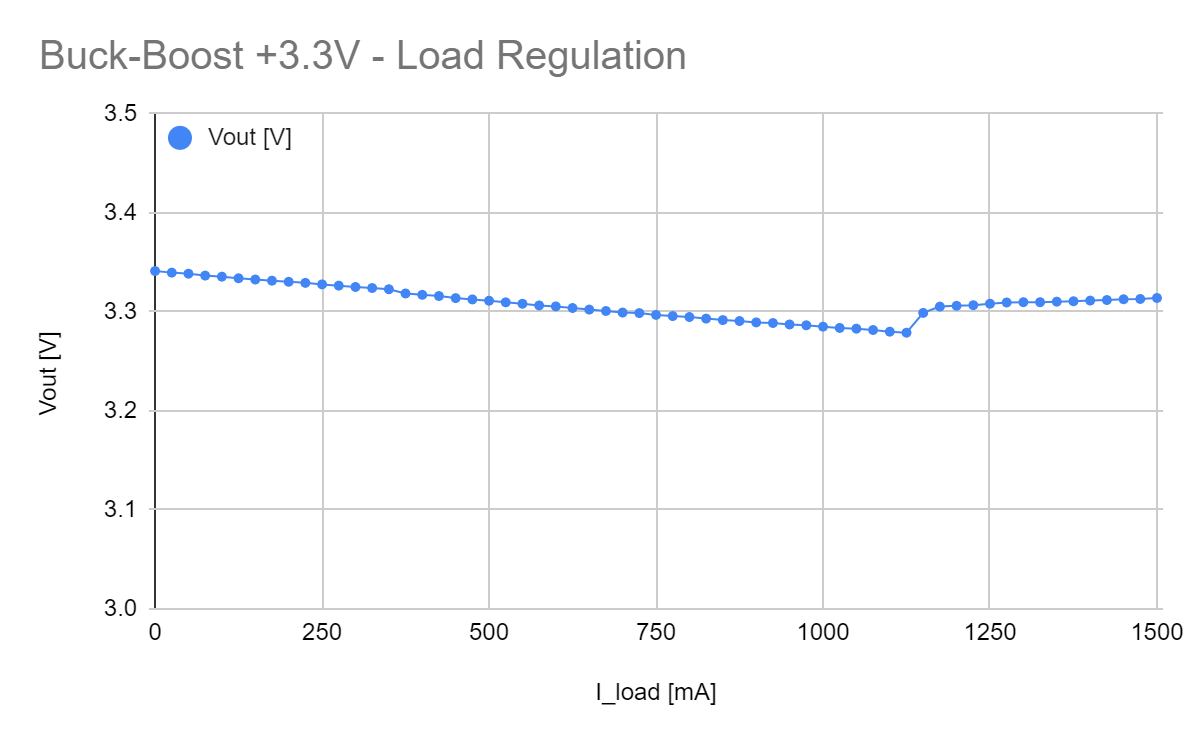 Buck-Boost +3.3V - Load Regulation
Vout [V]
3.5
3.4
3.3
3.2
3.1
3.0
Vout [V]
0 250 500 750 1000 1250 1500
I_load [mA]